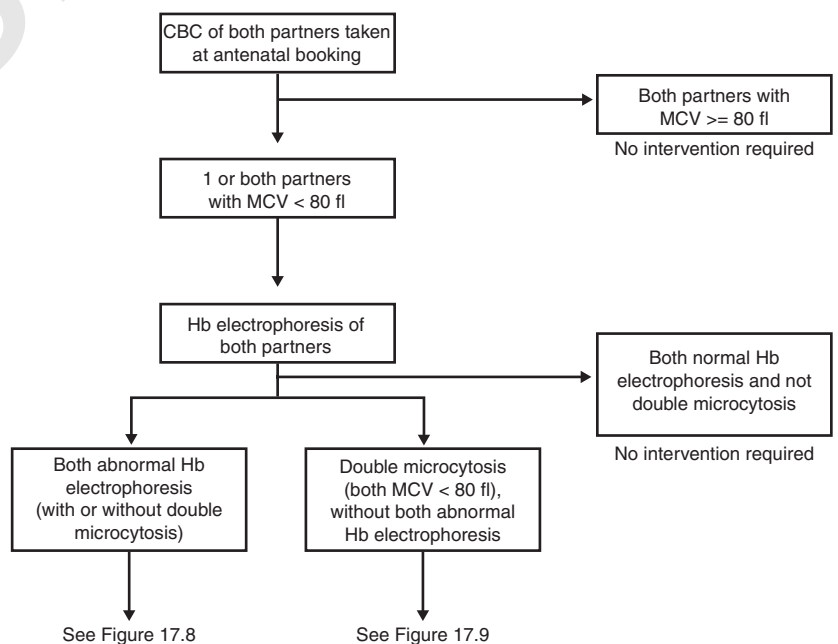 CBC of both partners taken
at antenatal booking
Both partners with
MCV >= 80 fl
No intervention required
1 or both partners
with MCV < 80 fl
Hb electrophoresis of
both partners
Both normal Hb
electrophoresis and not
double microcytosis
No intervention required
Both abnormal Hb
electrophoresis
(with or without double
microcytosis)
Double microcytosis
(both MCV < 80 fl),
without both abnormal
Hb electrophoresis
See Figure 17.8
See Figure 17.9